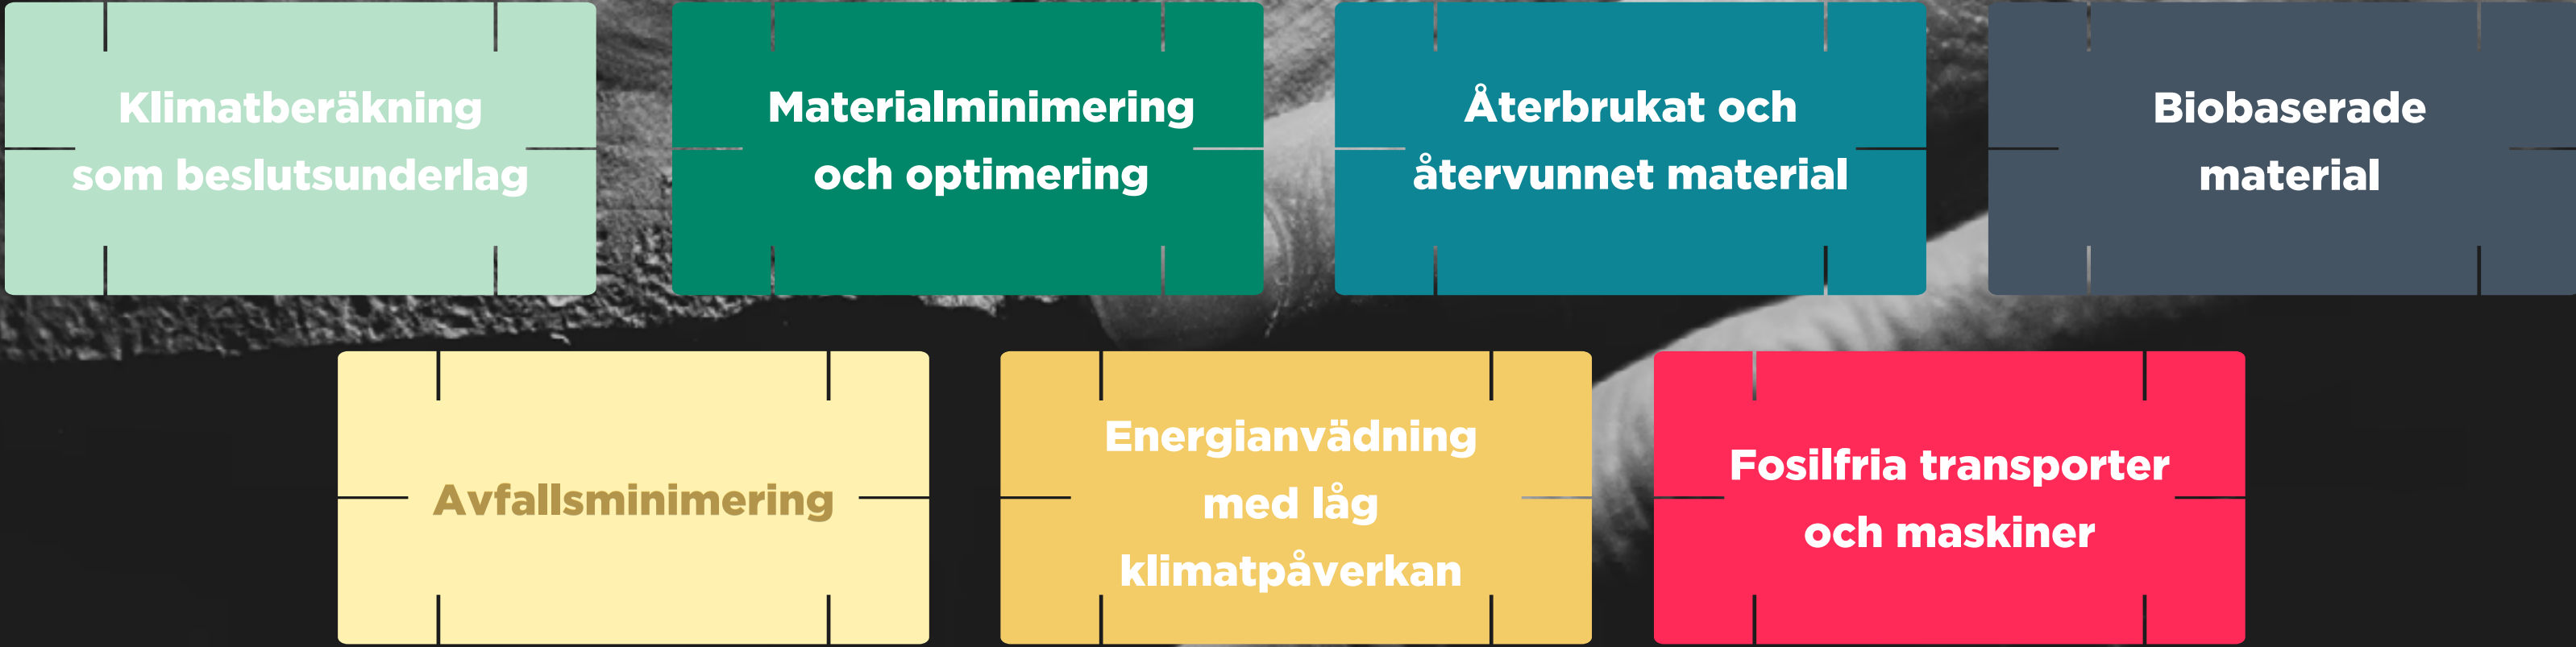 Klimatberäkning
som beslutsunderlag
Materialminimering
och optimering
Återbrukat och
återvunnet material
Biobaserade
material
Avfallsminimering
Energianvädning
med låg
klimatpåverkan
Fosilfria transporter
och maskiner